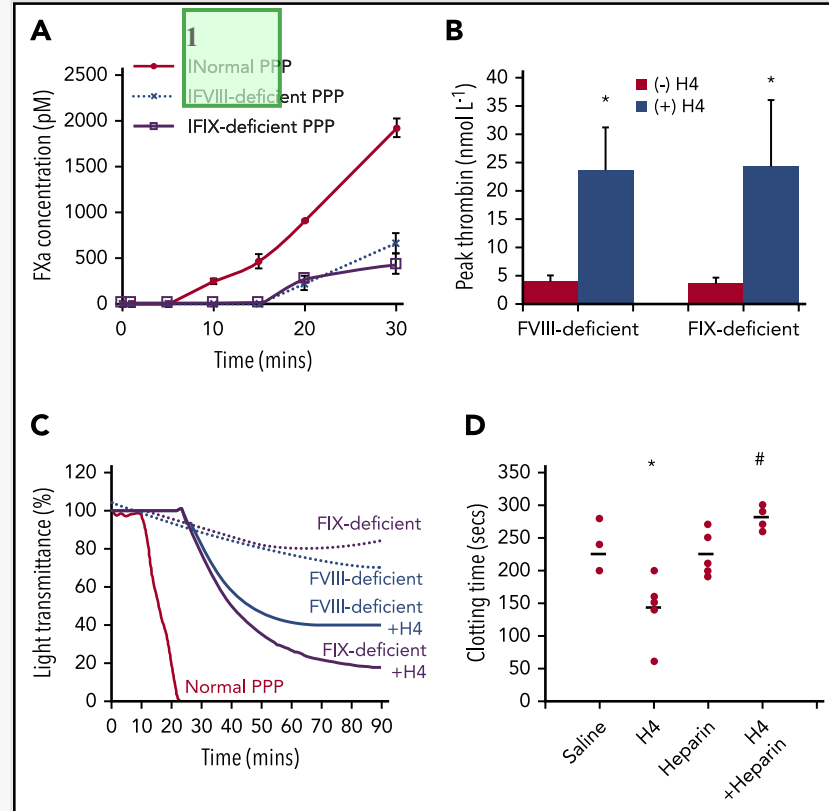 A
1
INormal PPP
IFVIII-deficient PPP
IFIX-deficient PPP
FXa concentration (pM)
2500
2000
1500
1000
500
0
0 10 20 30
Time (mins)
B
(-) H4
(+) H4
Peak thrombin (nmol L-1)
40
35
30
25
20
15
10
5
0
* *
FVIII-deficient FIX-deficient
C
Light transmittance (%)
120
100
80
60
40
20
0
FIX-deficient
FVIII-deficient
FVIII-deficient
+H4
FIX-deficient
+H4
Normal PPP
0 10 20 30 40 50 60 70 80 90
Time (mins)
D
Clotting time (secs)
350
300
250
200
150
100
50
0
* #
Saline
H4
Heparin
H4
+Heparin